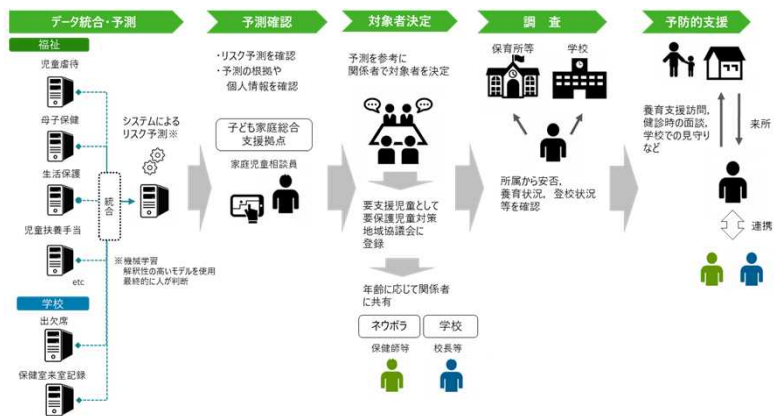 データ統合・予測
福祉
児童虐待
母子保健
生活保護
児童扶養手当
etc
学校
出欠席
保健室来室記録
統合
システムによる
リスク予測※
※機械学習
解釈性の高いモデルを使用
最終的に人が判断
予測確認
・リスク予測を確認
・予測の根拠や
個人情報を確認
子ども家庭総合
支援拠点
家庭児童相談員
対象者決定
予測を参考に
関係者で対象者を決定
要支援児童として
要保護児童対策
地域協議会に
登録
年齢に応じて関係者
に共有
ネウボラ
学校
保健師等
校長等
調 査
保育所等
学校
所属から安否,
養育状況, 登校状況
等を確認
予防的支援
養育支援訪問,
健診時の面談,
学校での見守り
など
来所
連携